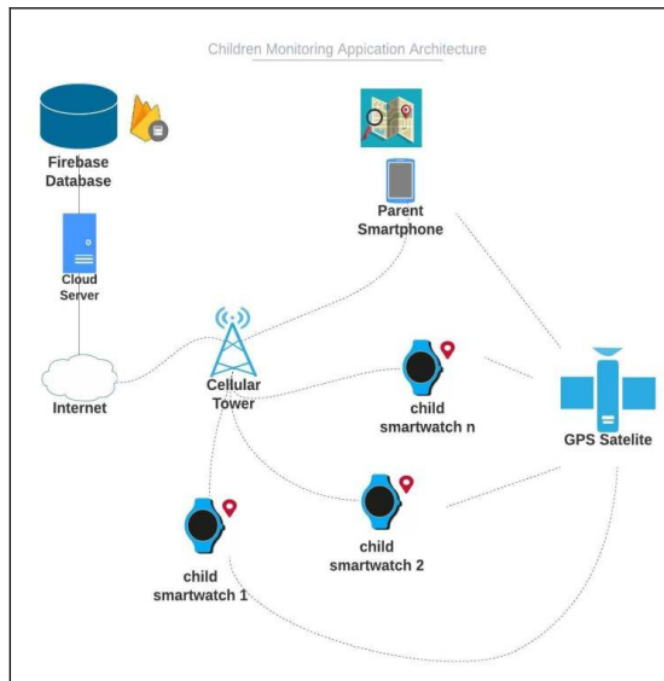 Children Monitoring Appication Architecture
Firebase
Database
Parent
Smartphone
Cloud
Server
Internet
Cellular
Tower
child
smartwatch n
GPS Satelite
child
smartwatch 2
child
smartwatch 1